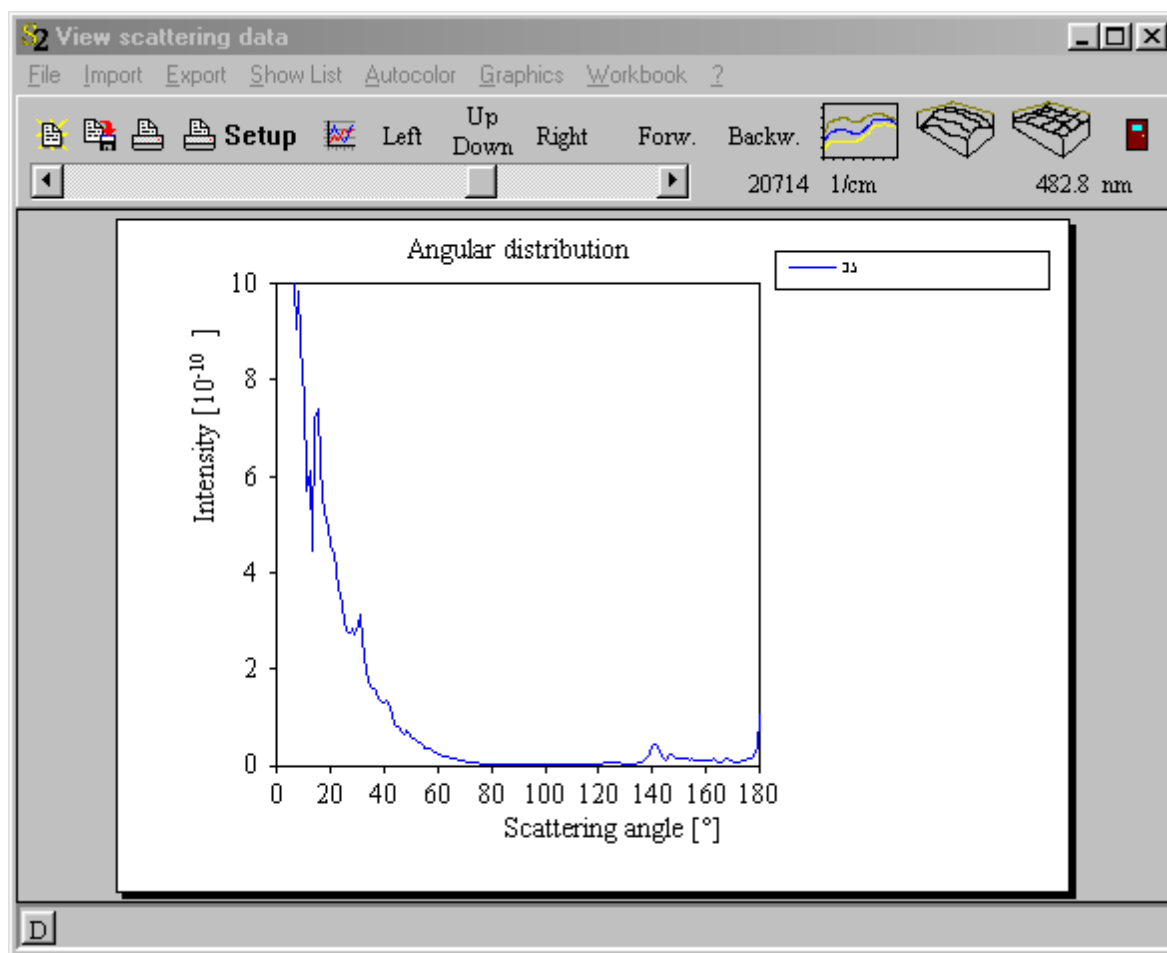 S2 View scattering data
File Import Export Show List Autocolor Graphics Workbook ?
Setup Left Up Down Right Forw. Backw.
20714 1/cm 482.8 nm
Angular distribution
10
8
6
4
2
0
Intensity [10-10 ]
0 20 40 60 80 100 120 140 160 180
Scattering angle [°]
D